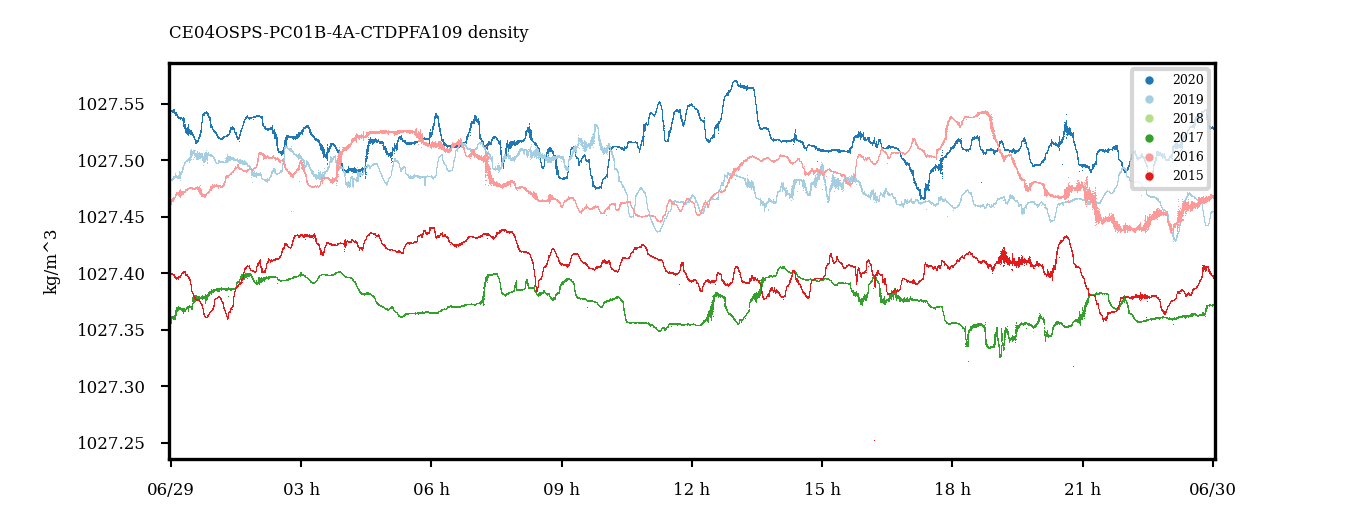 CE04OSPS-PC01B-4A-CTDPFA109 density
kg/m^3
1027.55
1027.50
1027.45
1027.40
1027.35
1027.30
1027.25
06/29
03 h
06 h
09 h
12 h
15 h
18 h
21 h
06/30
2020
2019
2018
2017
2016
2015